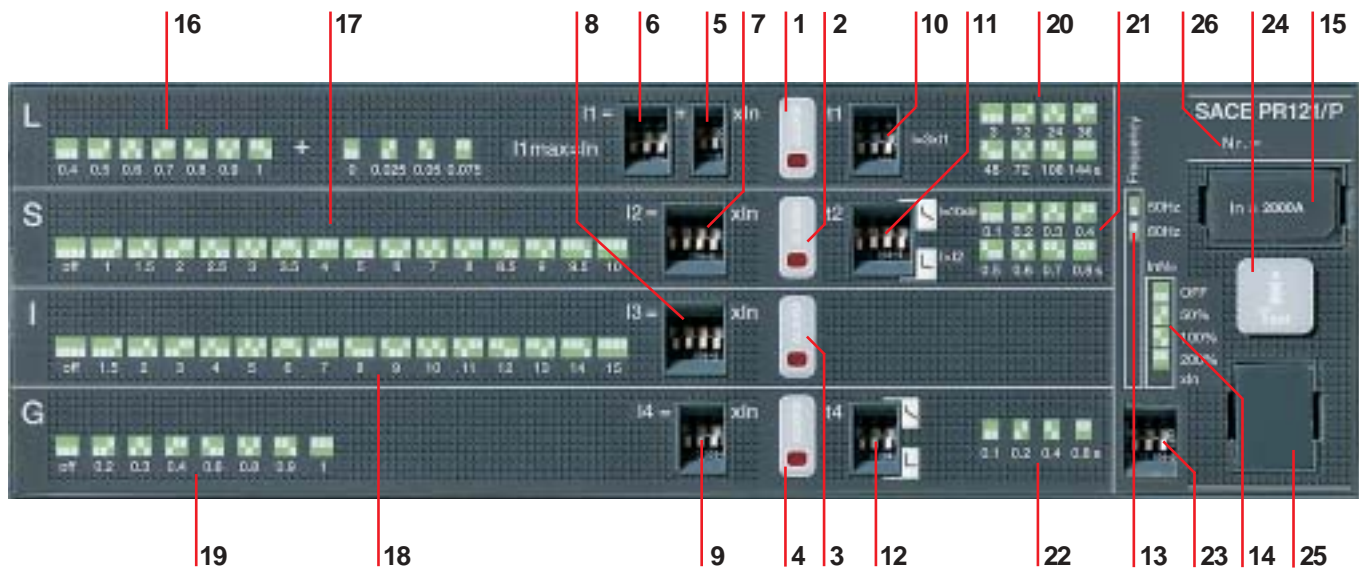 16 17 8 6 5 7 1 2 10 11 20 21 26 24 15
L I1 = + xIn t1 SACE PR121/P
I1max=In I=3xI1 3 12 24 36 Nr. =
0.4 0.5 0.6 0.7 0.8 0.9 1 + 0 0.025 0.05 0.075 48 72 108 144s Frequency
S I2 = xIn t2 0.1 0.2 0.3 0.4 50Hz In = 2000A
60Hz
off 1 1.5 2 2.5 3 3.5 4 5 6 7 8 8.5 9 9.5 10 0.5 0.6 0.7 0.8s InN=
OFF
I I3 = xIn 50% Test
100%
off 1.5 2 3 4 5 6 7 8 9 10 11 12 13 14 15 200%
xIn
G I4 = xIn t4
off 0.2 0.3 0.4 0.6 0.8 0.9 1 0.1 0.2 0.4 0.8s
19 18 9 4 3 12 22 13 23 14 25